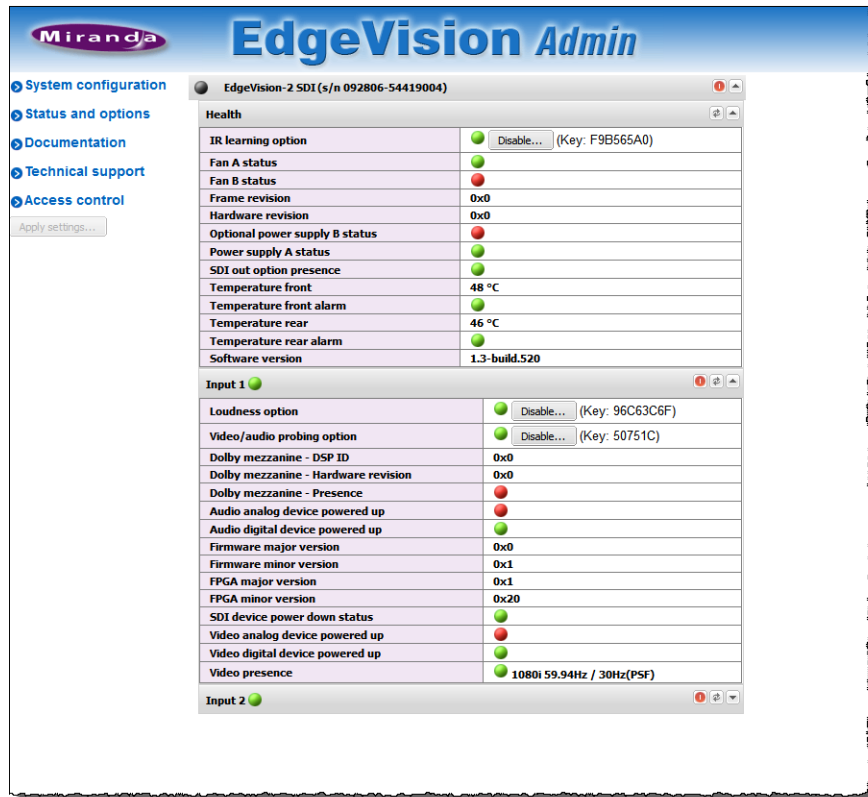 Miranda
EdgeVision Admin
System configuration
Status and options
Documentation
Technical support
Access control
Apply settings...
EdgeVision-2 SDI (s/n 092806-54419004)
Health
IR learning option Disable... (Key: F9B565A0)
Fan A status
Fan B status
Frame revision 0x0
Hardware revision 0x0
Optional power supply B status
Power supply A status
SDI out option presence
Temperature front 48 °C
Temperature front alarm
Temperature rear 46 °C
Temperature rear alarm
Software version 1.3-build.520
Input 1
Loudness option Disable... (Key: 96C63C6F)
Video/audio probing option Disable... (Key: 50751C)
Dolby mezzanine - DSP ID 0x0
Dolby mezzanine - Hardware revision 0x0
Dolby mezzanine - Presence
Audio analog device powered up
Audio digital device powered up
Firmware major version 0x0
Firmware minor version 0x1
FPGA major version 0x1
FPGA minor version 0x20
SDI device power down status
Video analog device powered up
Video digital device powered up
Video presence 1080i 59.94Hz / 30Hz(PSF)
Input 2